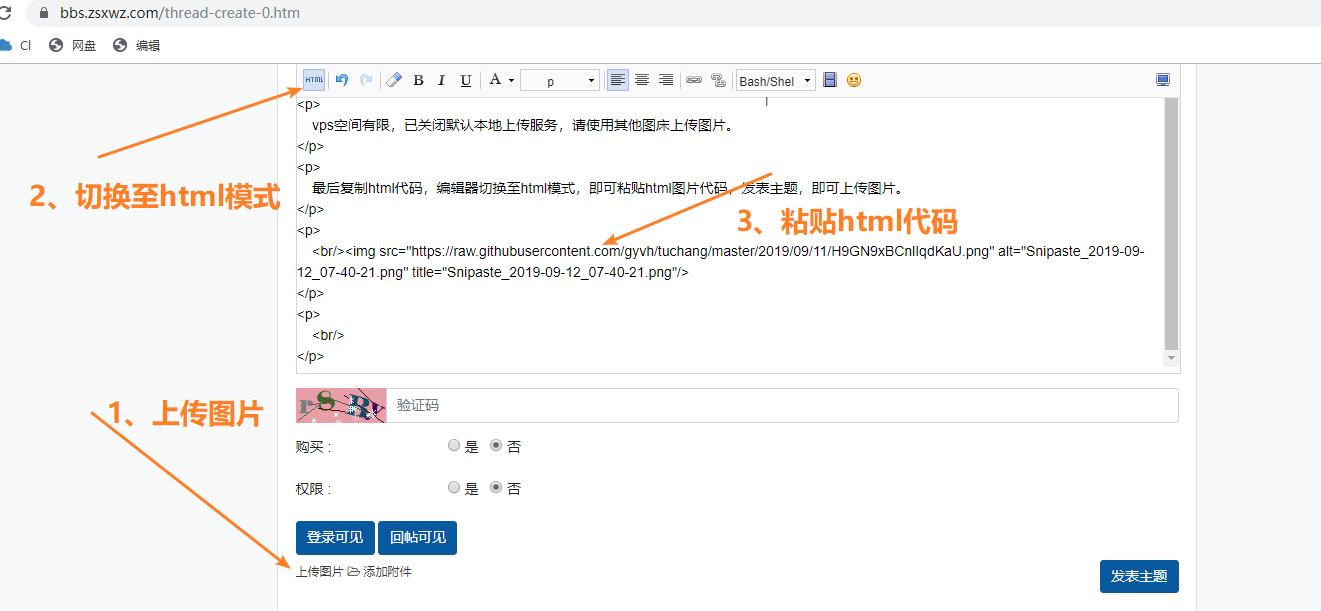 bbs.zsxwz.com/thread-create-0.htm
Cl 网盘 编辑
HTML B I U A p Bash/Shel
<p>
vps空间有限，已关闭默认本地上传服务，请使用其他图床上传图片。
</p>
<p>
最后复制html代码，编辑器切换至html模式，即可粘贴html图片代码，发表主题，即可上传图片。
</p>
<p>
<br/><img src="https://raw.githubusercontent.com/gyvh/tuchang/master/2019/09/11/H9GN9xBCnIlqdKaU.png" alt="Snipaste_2019-09-
12_07-40-21.png" title="Snipaste_2019-09-12_07-40-21.png"/>
</p>
<p>
<br/>
</p>
2、切换至html模式
3、粘贴html代码
1、上传图片
rSRv 验证码
购买： 是 否
权限： 是 否
登录可见 回帖可见
上传图片 添加附件
发表主题